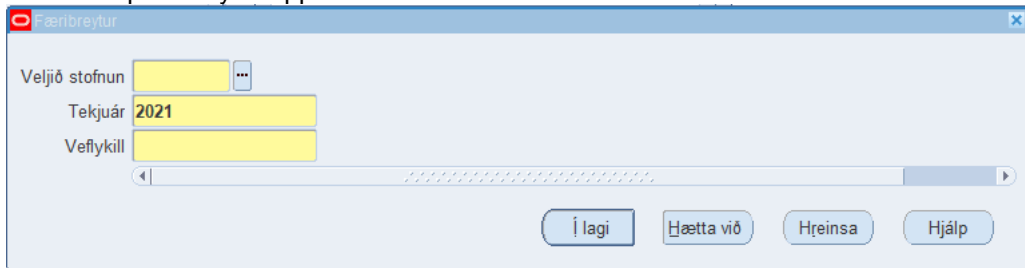 Færibreytur
Veljið stofnun
Tekjuár 2021
Veflykill
Í lagi Hætta við Hreinsa Hjálp